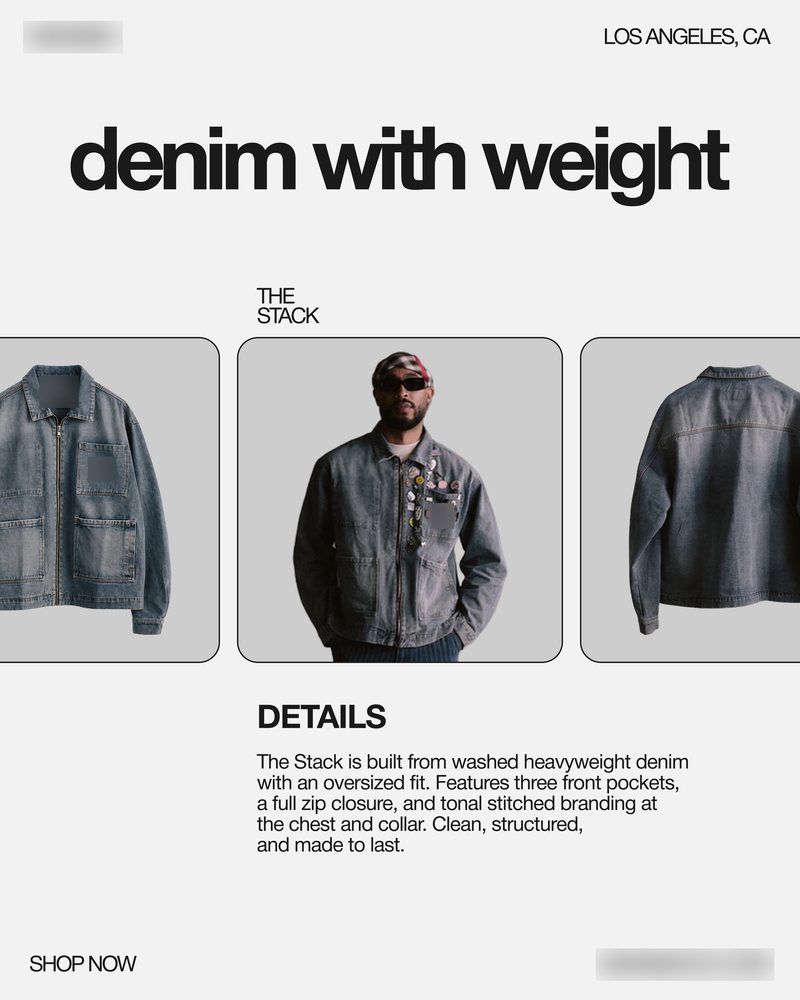 LOS ANGELES, CA
denim with weight
THE
STACK
DETAILS
The Stack is built from washed heavyweight denim
with an oversized fit. Features three front pockets,
a full zip closure, and tonal stitched branding at
the chest and collar. Clean, structured,
and made to last.
SHOP NOW